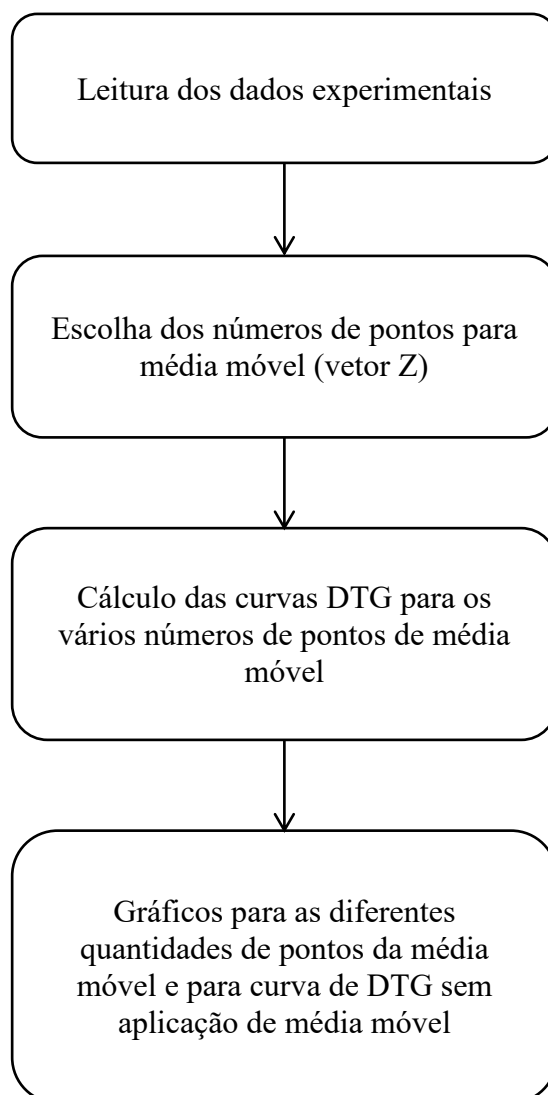 Leitura dos dados experimentais
Escolha dos números de pontos para
média móvel (vetor Z)
Cálculo das curvas DTG para os
vários números de pontos de média
móvel
Gráficos para as diferentes
quantidades de pontos da média
móvel e para curva de DTG sem
aplicação de média móvel